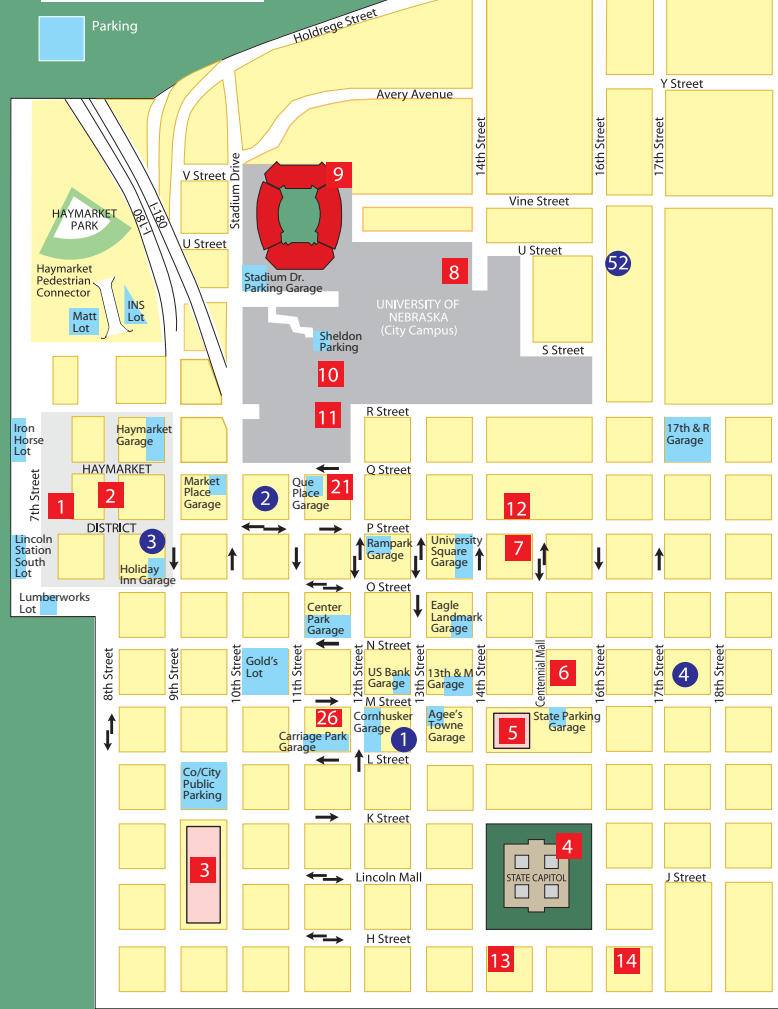 Parking
Holdrege Street
Avery Avenue
Y Street
14th Street
16th Street
17th Street
V Street
Stadium Drive
9
Vine Street
HAYMARKET
PARK
I-180
I-180
U Street
U Street
52
Haymarket
Pedestrian
Connector
Stadium Dr.
Parking Garage
8
INS
Lot
Matt
Lot
UNIVERSITY OF
NEBRASKA
(City Campus)
Sheldon
Parking
S Street
10
11
R Street
Iron
Horse
Lot
Haymarket
Garage
17th & R
Garage
HAYMARKET
Q Street
7th Street
1
2
Market
Place
Garage
2
Que
Place
Garage
21
12
DISTRICT
P Street
3
Lincoln
Station
South
Lot
Holiday
Inn Garage
Rampark
Garage
University
Square
Garage
7
O Street
Lumberworks
Lot
Center
Park
Garage
Eagle
Landmark
Garage
N Street
8th Street
9th Street
10th Street
Gold's
Lot
11th Street
12th Street
US Bank
Garage
13th Street
13th & M
Garage
14th Street
Centennial Mall
6
16th Street
17th Street
4
18th Street
M Street
26
Carriage Park
Garage
Cornhusker
Garage
1
Agee's
Towne
Garage
5
State Parking
Garage
L Street
Co/City
Public
Parking
K Street
3
4
STATE CAPITOL
Lincoln Mall
J Street
H Street
13
14